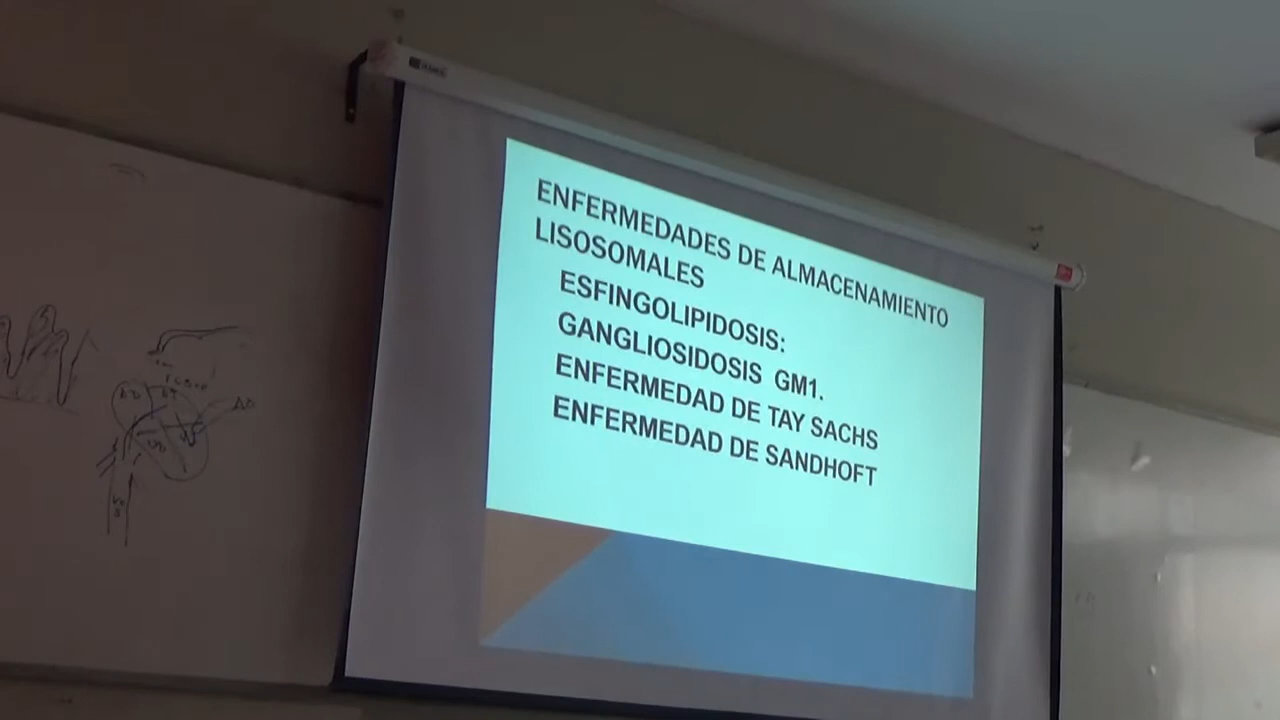 ENFERMEDADES DE ALMACENAMIENTO
LISOSOMALES
ESFINGOLIPIDOSIS:
GANGLIOSIDOSIS GM1.
ENFERMEDAD DE TAY SACHS
ENFERMEDAD DE SANDHOFT